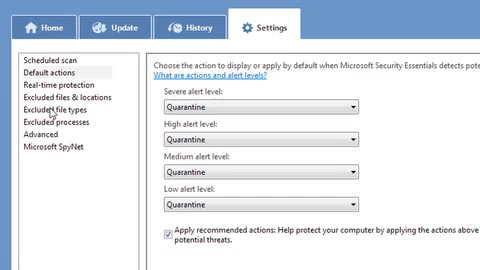 Home
Update
History
Settings
Scheduled scan
Default actions
Real-time protection
Excluded files & locations
Excluded file types
Excluded processes
Advanced
Microsoft SpyNet
Choose the action to display or apply by default when Microsoft Security Essentials detects
What are actions and alert levels?
Severe alert level:
Quarantine
High alert level:
Quarantine
Medium alert level:
Quarantine
Low alert level:
Quarantine
Apply recommended actions: Help protect your computer by applying the actions above
potential threats.